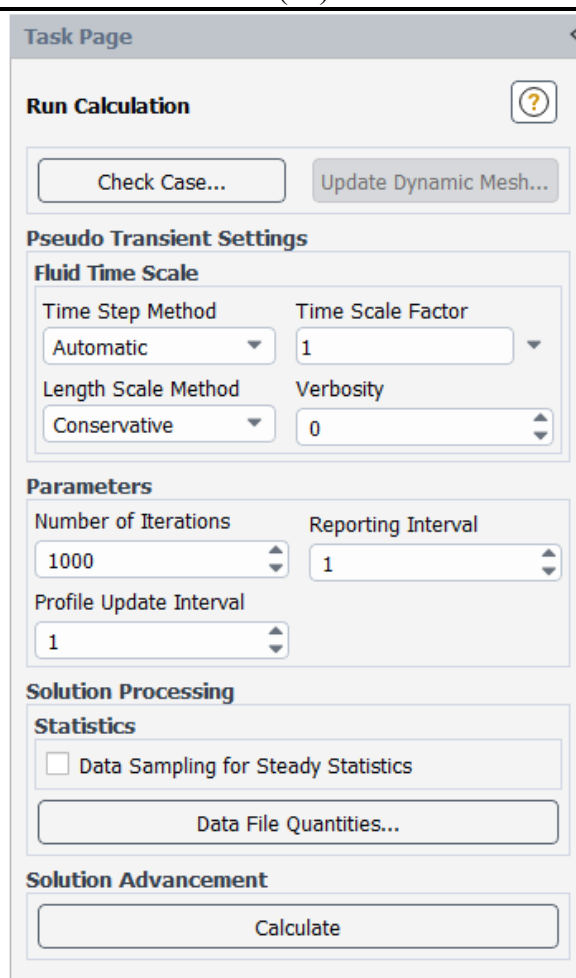 Task Page
Run Calculation
?
Check Case...
Update Dynamic Mesh...
Pseudo Transient Settings
Fluid Time Scale
Time Step Method Time Scale Factor
Automatic 1
Length Scale Method Verbosity
Conservative 0
Parameters
Number of Iterations Reporting Interval
1000 1
Profile Update Interval
1
Solution Processing
Statistics
Data Sampling for Steady Statistics
Data File Quantities...
Solution Advancement
Calculate